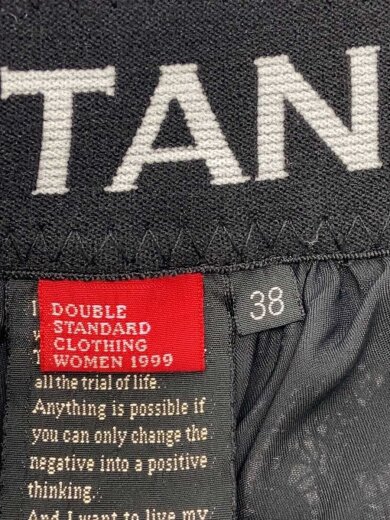 TAN
38
DOUBLE
STANDARD
CLOTHING
WOMEN 1999
all the trial of life.
Anything is possible if
you can only change the
negative into a positive
thinking.
And I want to live my